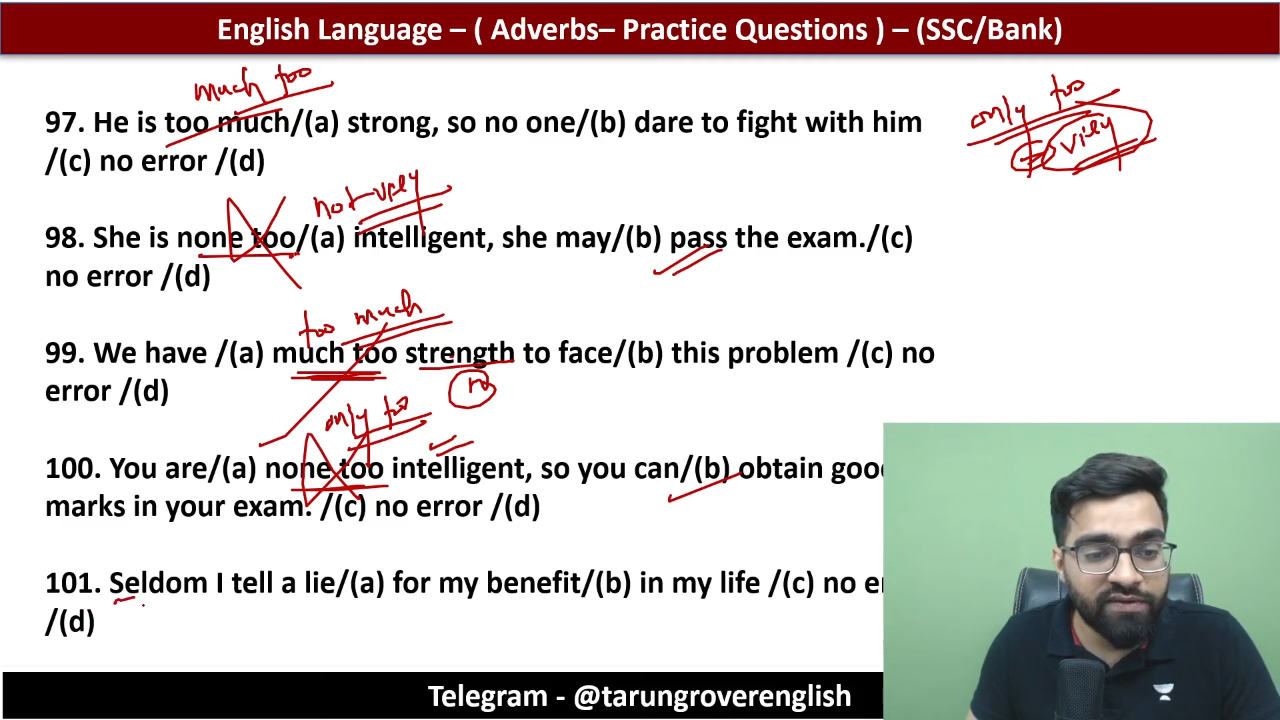 English Language – ( Adverbs– Practice Questions ) – (SSC/Bank)
much too
only too
97. He is too much/(a) strong, so no one/(b) dare to fight with him
very
/(c) no error /(d)
not very
98. She is none too/(a) intelligent, she may/(b) pass the exam./(c)
no error /(d)
too much
99. We have /(a) much too strength to face/(b) this problem /(c) no
error /(d)
only too
100. You are/(a) none too intelligent, so you can/(b) obtain good
marks in your exam. /(c) no error /(d)
101. Seldom I tell a lie/(a) for my benefit/(b) in my life /(c) no er
/(d)
Telegram - @tarungroverenglish